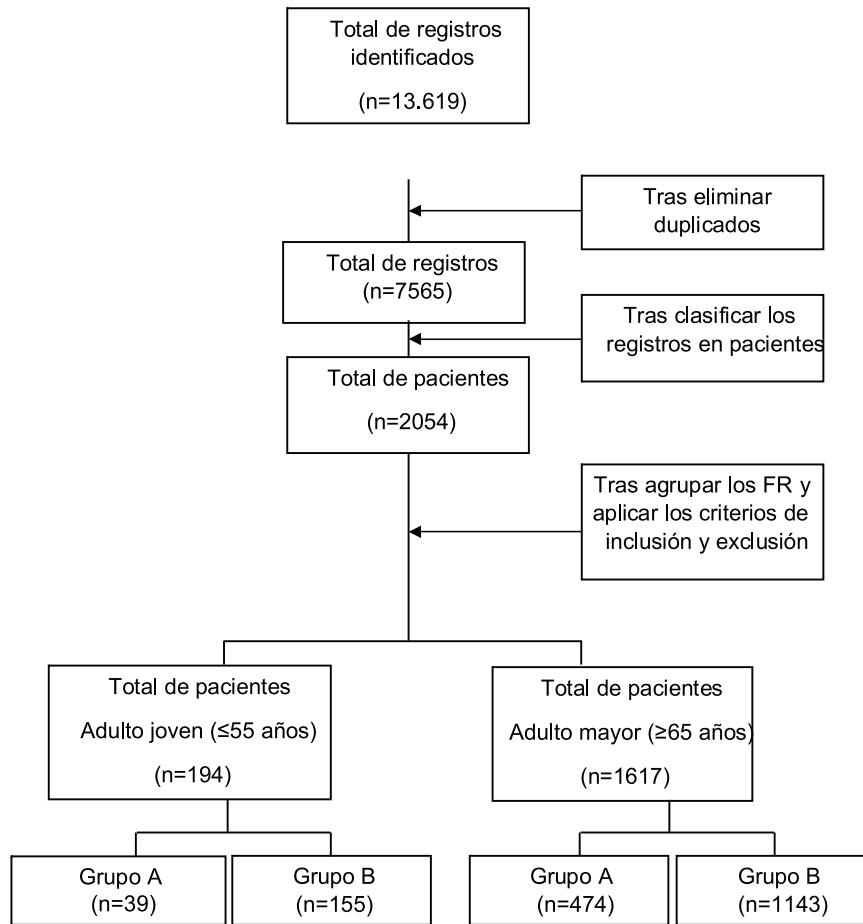 Total de registros
identificados
(n=13.619)
Tras eliminar
duplicados
Total de registros
(n=7565)
Tras clasificar los
registros en pacientes
Total de pacientes
(n=2054)
Tras agrupar los FR y
aplicar los criterios de
inclusión y exclusión
Total de pacientes
Adulto joven (≤55 años)
(n=194)
Total de pacientes
Adulto mayor (≥65 años)
(n=1617)
Grupo A
(n=39)
Grupo B
(n=155)
Grupo A
(n=474)
Grupo B
(n=1143)